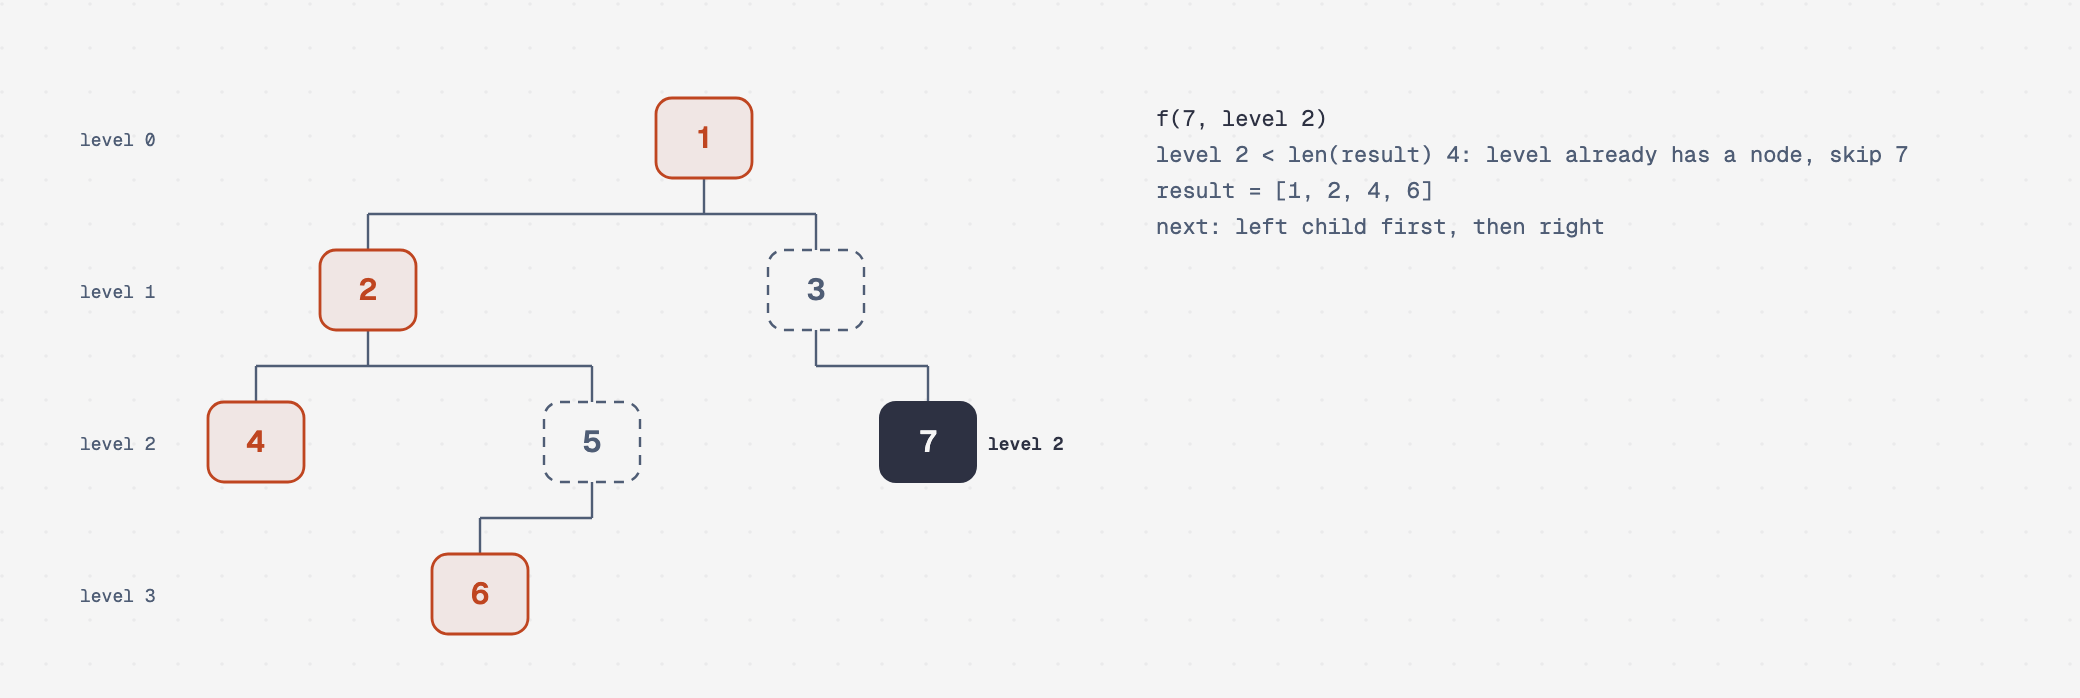 level 0
1
f(7, level 2)
level 2 < len(result) 4: level already has a node, skip 7
result = [1, 2, 4, 6]
next: left child first, then right
level 1
2
3
level 2
4
5
7
level 2
level 3
6